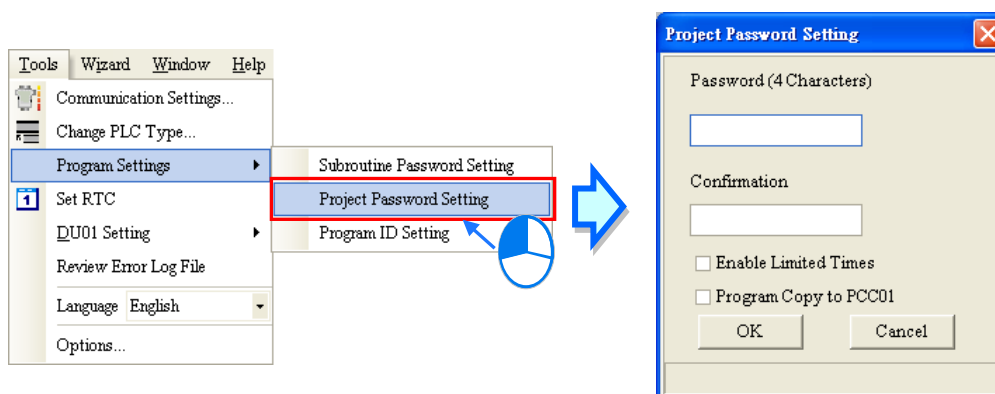 Tools Wizard Window Help
Communication Settings...
Change PLC Type...
Program Settings
Set RTC
DU01 Setting
Review Error Log File
Language English
Options...
Subroutine Password Setting
Project Password Setting
Program ID Setting
Project Password Setting
Password (4 Characters)
Confirmation
Enable Limited Times
Program Copy to PCC01
OK Cancel